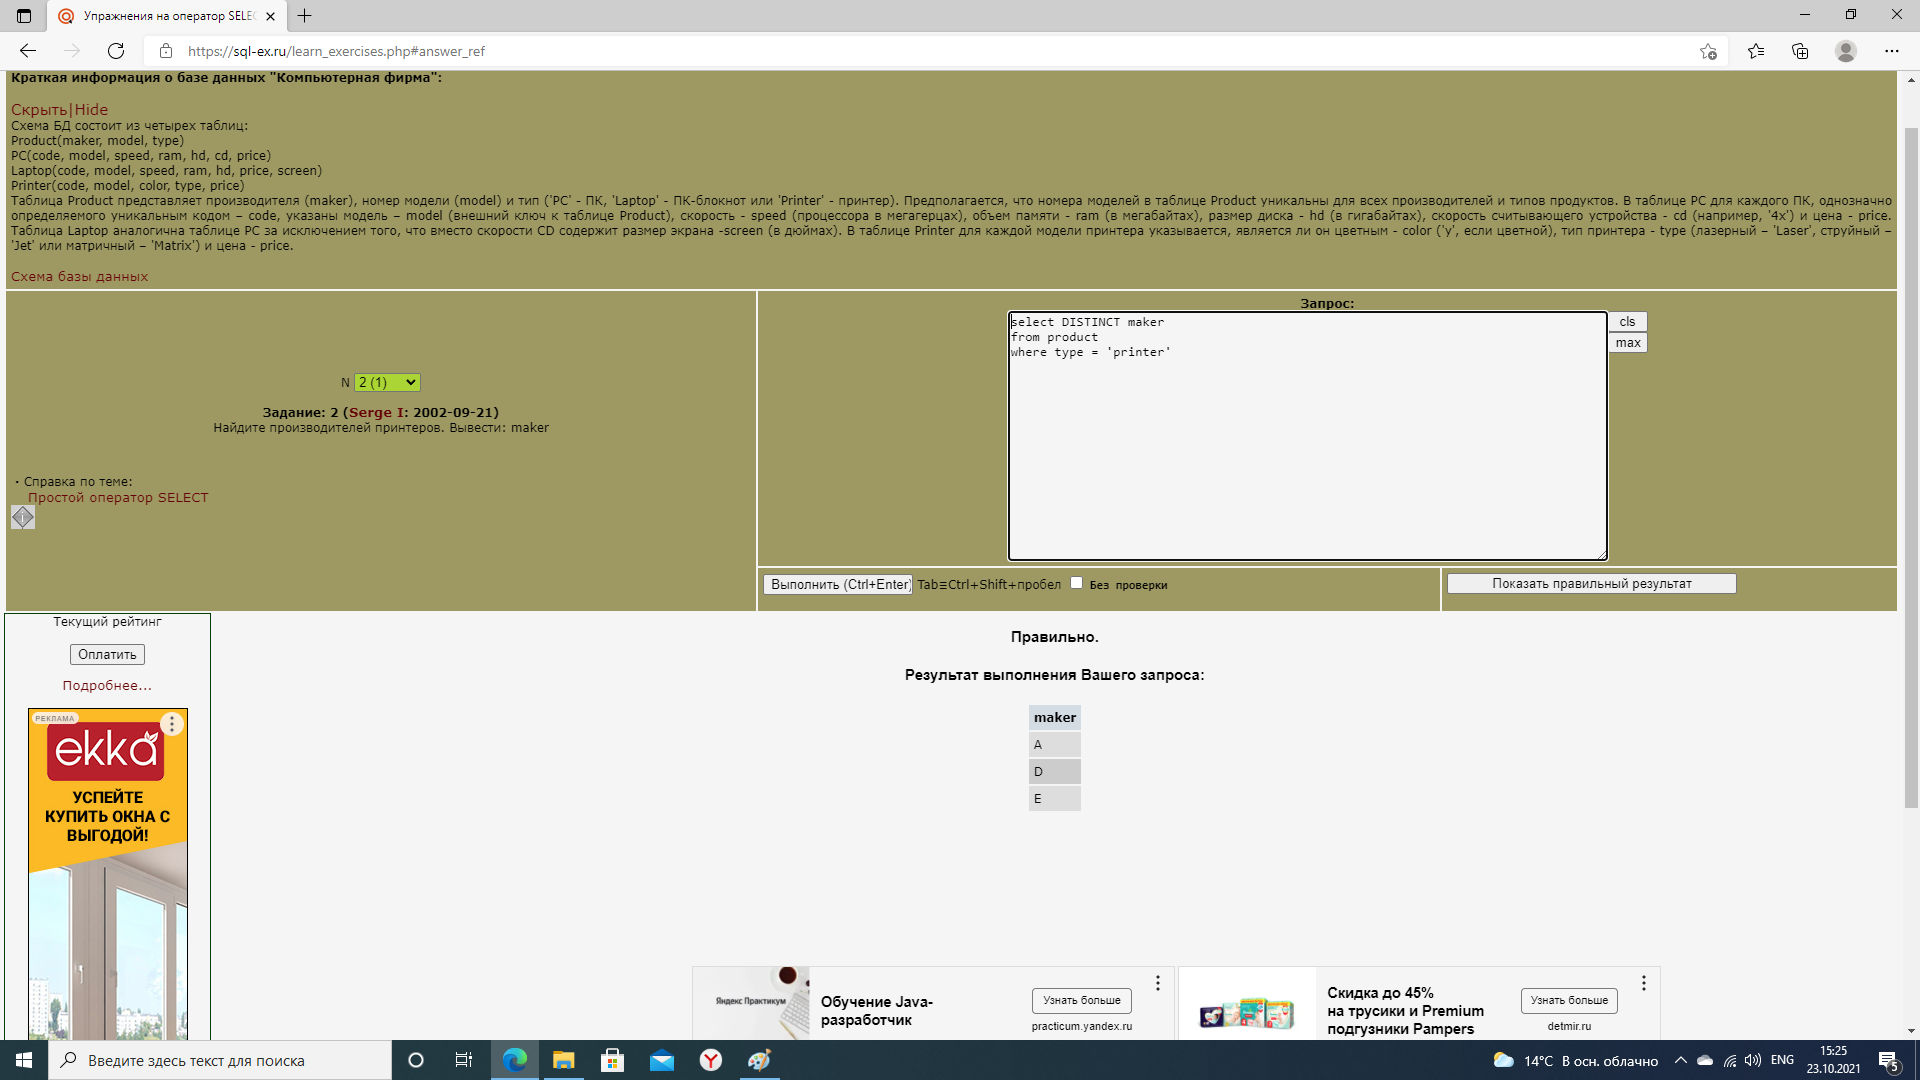 Упражнения на оператор SELEC
https://sql-ex.ru/learn_exercises.php#answer_ref
Краткая информация о базе данных "Компьютерная фирма":
Скрыть|Hide
Схема БД состоит из четырех таблиц:
Product(maker, model, type)
PC(code, model, speed, ram, hd, cd, price)
Laptop(code, model, speed, ram, hd, price, screen)
Printer(code, model, color, type, price)
Таблица Product представляет производителя (maker), номер модели (model) и тип ('PC' - ПК, 'Laptop' - ПК-блокнот или 'Printer' - принтер). Предполагается, что номера моделей в таблице Product уникальны для всех производителей и типов продуктов. В таблице PC для каждого ПК, однозначно
определяемого уникальным кодом – code, указаны модель – model (внешний ключ к таблице Product), скорость - speed (процессора в мегагерцах), объем памяти - ram (в мегабайтах), размер диска - hd (в гигабайтах), скорость считывающего устройства - cd (например, '4x') и цена - price.
Таблица Laptop аналогична таблице РС за исключением того, что вместо скорости CD содержит размер экрана -screen (в дюймах). В таблице Printer для каждой модели принтера указывается, является ли он цветным - color ('y', если цветной), тип принтера - type (лазерный – 'Laser', струйный –
'Jet' или матричный – 'Matrix') и цена - price.
Схема базы данных
N 2 (1)
Задание: 2 (Serge I: 2002-09-21)
Найдите производителей принтеров. Вывести: maker
· Справка по теме:
Простой оператор SELECT
Запрос:
select DISTINCT maker
from product
where type = 'printer'
cls
max
Выполнить (Ctrl+Enter) Tab≡Ctrl+Shift+пробел Без проверки
Показать правильный результат
Текущий рейтинг
Оплатить
Подробнее...
РЕКЛАМА
екка
УСПЕЙТЕ
КУПИТЬ ОКНА С
ВЫГОДОЙ!
Правильно.
Результат выполнения Вашего запроса:
maker
A
D
E
Яндекс Практикум
Обучение Java-
разработчик
Узнать больше
practicum.yandex.ru
Скидка до 45%
на трусики и Premium
подгузники Pampers
Узнать больше
detmir.ru
Введите здесь текст для поиска
14°C В осн. облачно
ENG
15:25
23.10.2021
5